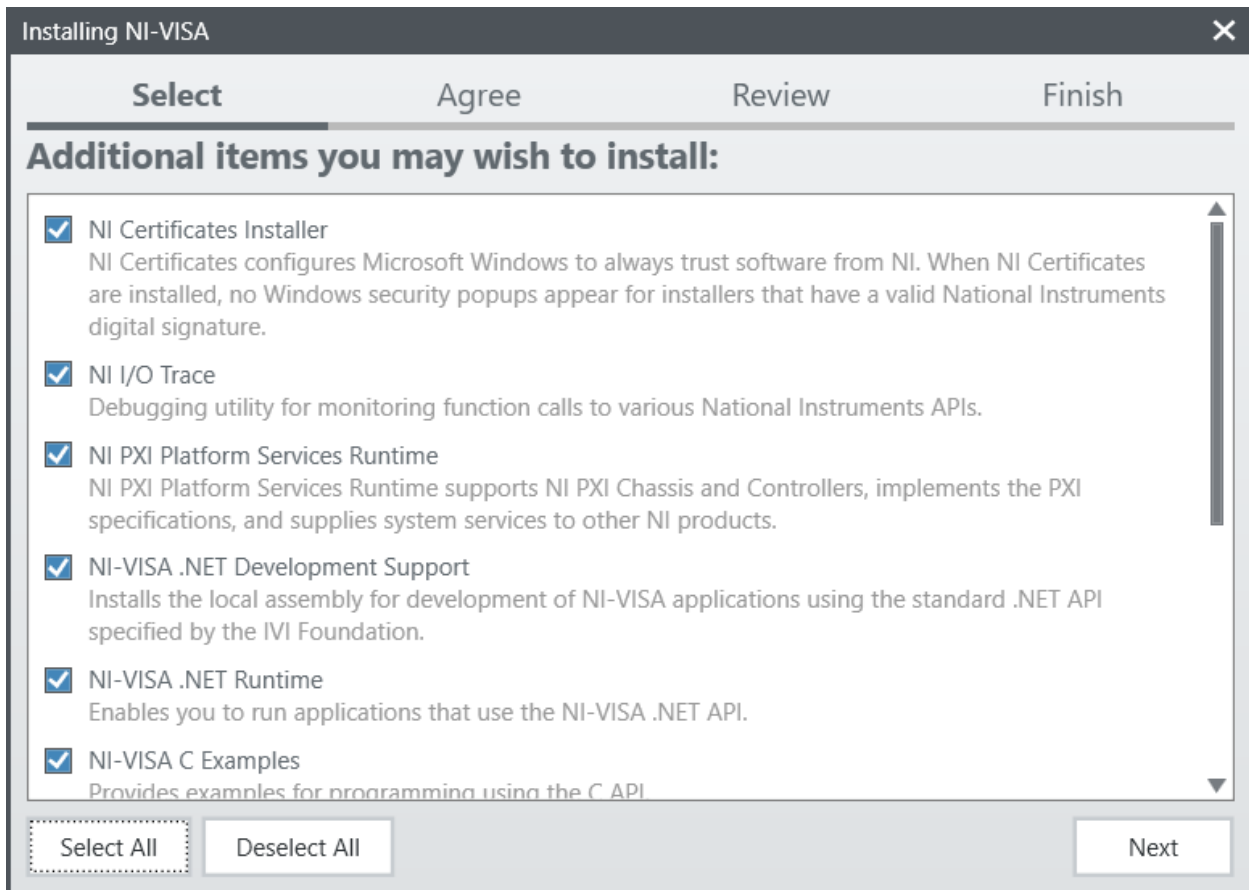 Installing NI-VISA
Select Agree Review Finish
Additional items you may wish to install:
NI Certificates Installer
NI Certificates configures Microsoft Windows to always trust software from NI. When NI Certificates
are installed, no Windows security popups appear for installers that have a valid National Instruments
digital signature.
NI I/O Trace
Debugging utility for monitoring function calls to various National Instruments APIs.
NI PXI Platform Services Runtime
NI PXI Platform Services Runtime supports NI PXI Chassis and Controllers, implements the PXI
specifications, and supplies system services to other NI products.
NI-VISA .NET Development Support
Installs the local assembly for development of NI-VISA applications using the standard .NET API
specified by the IVI Foundation.
NI-VISA .NET Runtime
Enables you to run applications that use the NI-VISA .NET API.
NI-VISA C Examples
Provides examples for programming using the C API.
Select All Deselect All Next